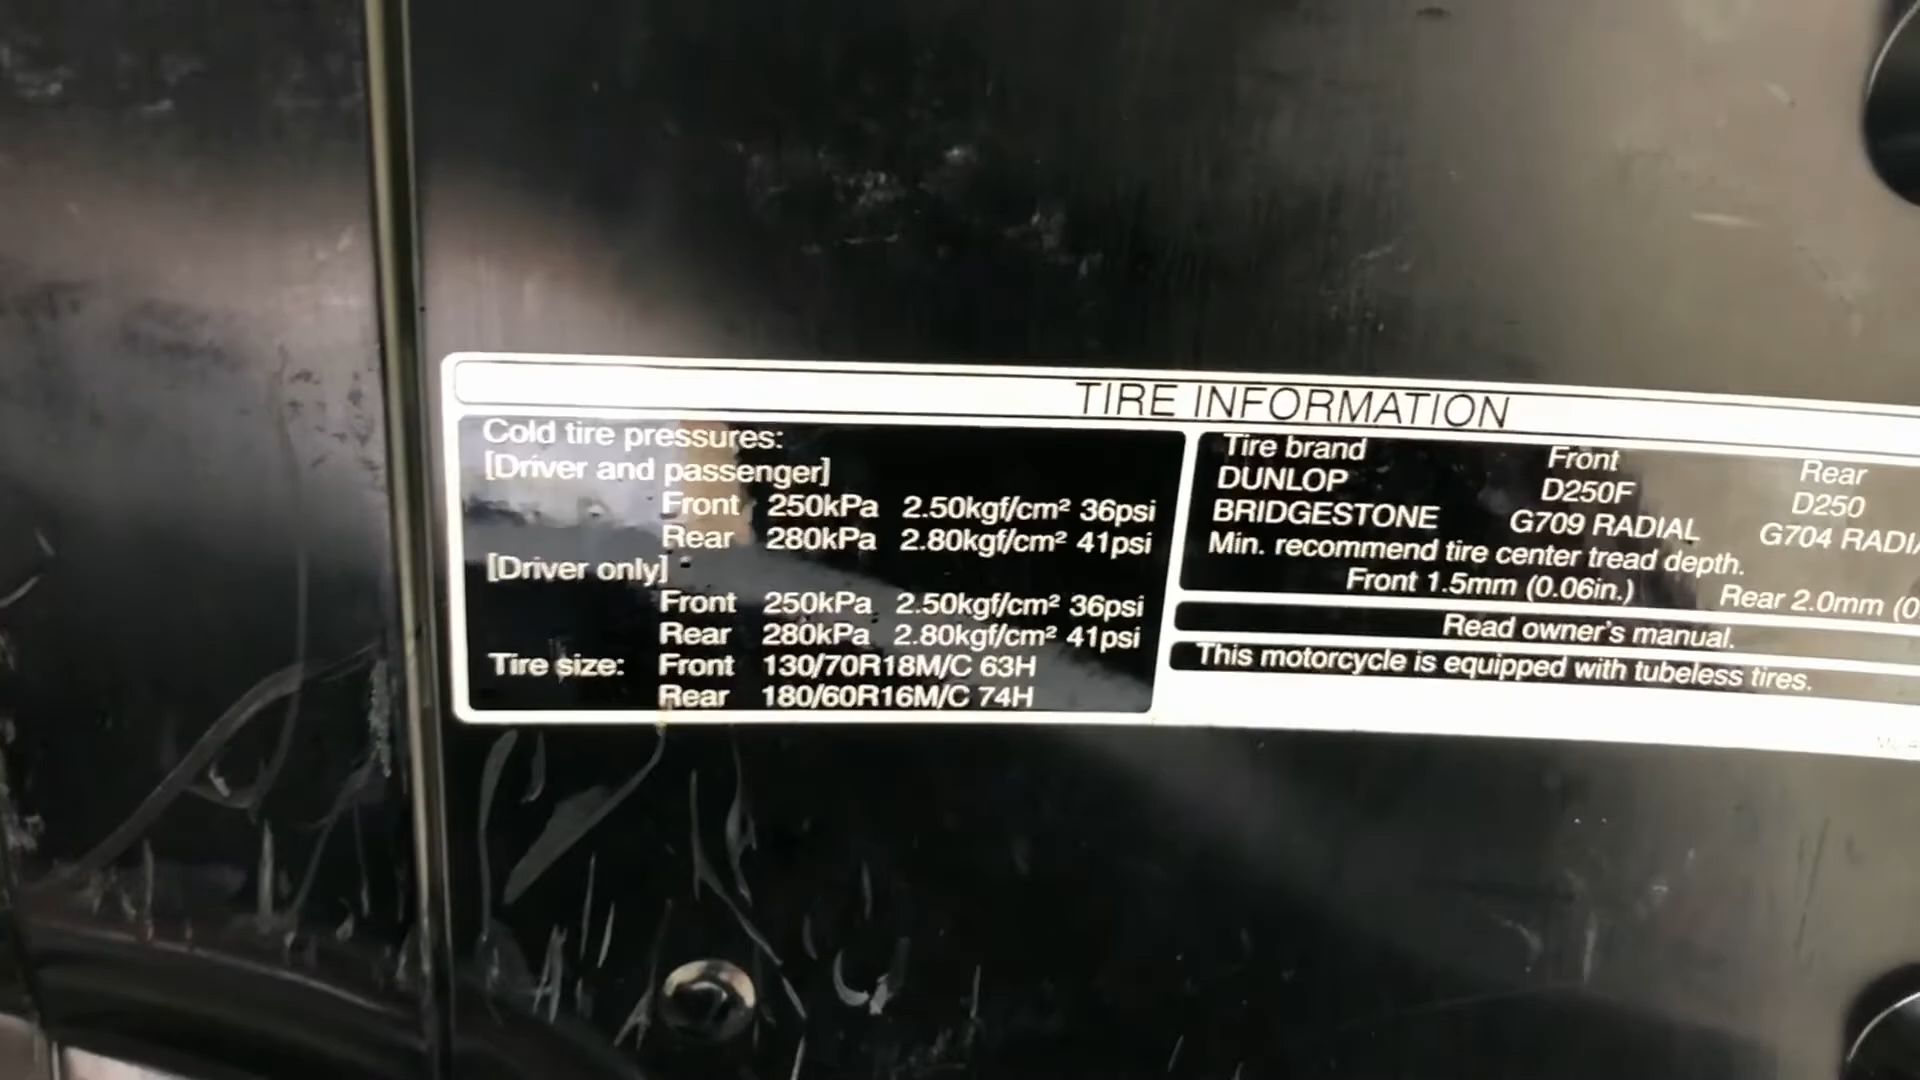 TIRE INFORMATION
Cold tire pressures:
[Driver and passenger]
Front 250kPa 2.50kgf/cm² 36psi
Rear 280kPa 2.80kgf/cm² 41psi
[Driver only]
Front 250kPa 2.50kgf/cm² 36psi
Rear 280kPa 2.80kgf/cm² 41psi
Tire size: Front 130/70R18M/C 63H
Rear 180/60R16M/C 74H
Tire brand Front Rear
DUNLOP D250F D250
BRIDGESTONE G709 RADIAL G704
Min. recommend tire center tread depth.
Front 1.5mm (0.06in.) Rear 2.0mm
Read owner's manual.
This motorcycle is equipped with tubeless tires.